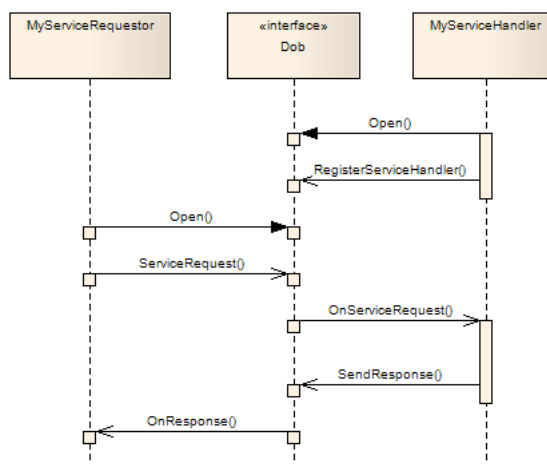 MyServiceRequestor
«interface»
Dob
MyServiceHandler
Open()
RegisterServiceHandler()
Open()
ServiceRequest()
OnServiceRequest()
SendResponse()
OnResponse()